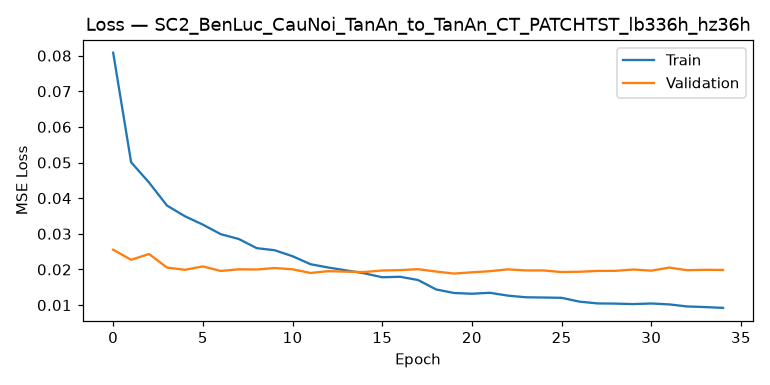 Loss — SC2_BenLuc_CauNoi_TanAn_to_TanAn_CT_PATCHTST_lb336h_hz36h
Train
Validation
MSE Loss
0.08
0.07
0.06
0.05
0.04
0.03
0.02
0.01
0 5 10 15 20 25 30 35
Epoch